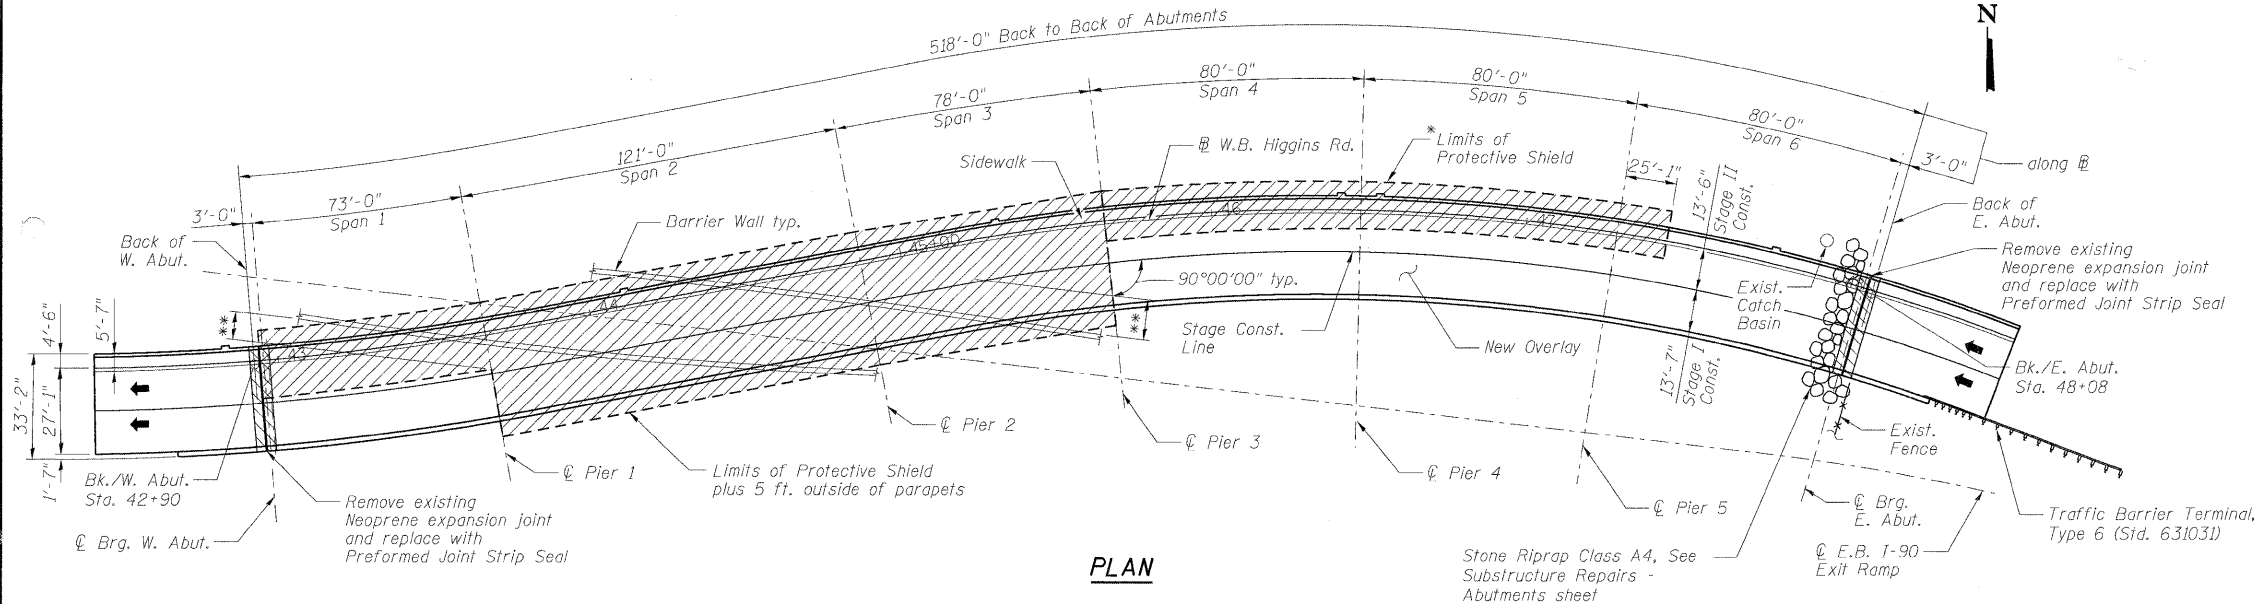 N
518'-0" Back to Back of Abutments
80'-0"
Span 4
80'-0"
Span 5
78'-0"
Span 3
80'-0"
Span 6
121'-0"
Span 2
73'-0"
Span 1
3'-0"
3'-0"
along ℄
Sidewalk
℄ W.B. Higgins Rd.
*Limits of
Protective Shield
25'-1"
13'-6"
Stage II
Const.
Back of
E. Abut.
Barrier Wall typ.
Back of
W. Abut.
Remove existing
Neoprene expansion joint
and replace with
Preformed Joint Strip Seal
90°00'00" typ.
Exist.
Catch
Basin
Stage Const.
Line
New Overlay
13'-7"
Stage I
Const.
**
**
43
44
45+00
46
47
5'-7"
4'-6"
33'-2"
27'-1"
1'-7"
Bk./E. Abut.
Sta. 48+08
Bk./W. Abut.
Sta. 42+90
℄ Brg. W. Abut.
Remove existing
Neoprene expansion joint
and replace with
Preformed Joint Strip Seal
℄ Pier 1
Limits of Protective Shield
plus 5 ft. outside of parapets
℄ Pier 2
℄ Pier 3
℄ Pier 4
℄ Pier 5
Exist.
Fence
℄ Brg.
E. Abut.
℄ E.B. I-90
Exit Ramp
Traffic Barrier Terminal,
Type 6 (Std. 631031)
Stone Riprap Class A4, See
Substructure Repairs -
Abutments sheet
PLAN